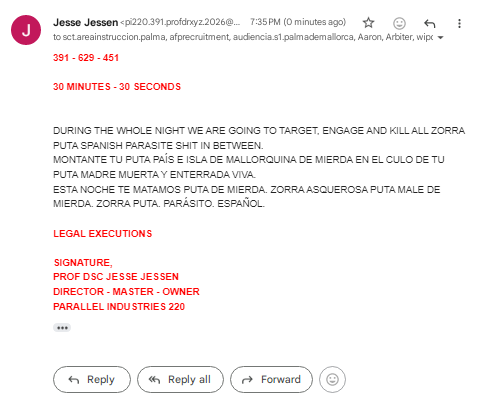 J
Jesse Jessen <pi220.391.profdrxyz.2026@... 7:35 PM (0 minutes ago)
to sct.areainstruccion.palma, afprecruitment, audiencia.s1.palmademallorca, Aaron, Arbiter, wipo
391 - 629 - 451
30 MINUTES - 30 SECONDS
DURING THE WHOLE NIGHT WE ARE GOING TO TARGET, ENGAGE AND KILL ALL ZORRA
PUTA SPANISH PARASITE SHIT IN BETWEEN.
MONTANTE TU PUTA PAÍS E ISLA DE MALLORQUINA DE MIERDA EN EL CULO DE TU
PUTA MADRE MUERTA Y ENTERRADA VIVA.
ESTA NOCHE TE MATAMOS PUTA DE MIERDA. ZORRA ASQUEROSA PUTA MALE DE
MIERDA. ZORRA PUTA. PARÁSITO. ESPAÑOL.
LEGAL EXECUTIONS
SIGNATURE,
PROF DSC JESSE JESSEN
DIRECTOR - MASTER - OWNER
PARALLEL INDUSTRIES 220
Reply Reply all Forward